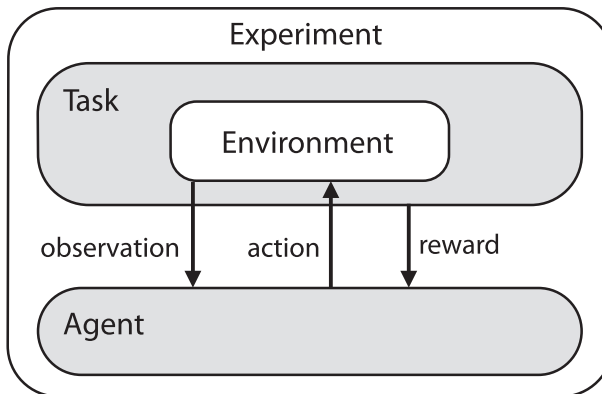 Experiment
Task
Environment
observation
action
reward
Agent